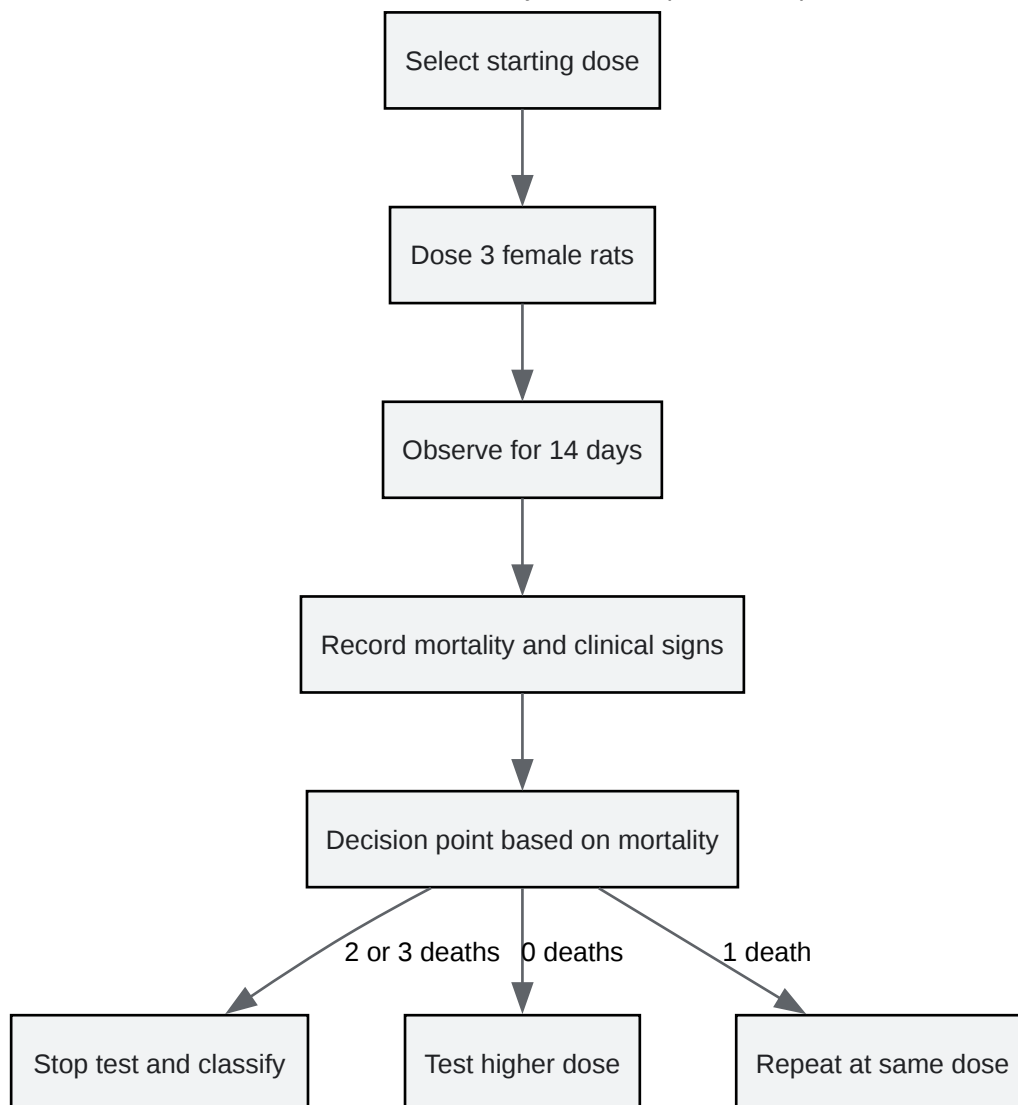 Select starting dose
Dose 3 female rats
Observe for 14 days
Record mortality and clinical signs
Decision point based on mortality
2 or 3 deaths
0 deaths
1 death
Stop test and classify
Test higher dose
Repeat at same dose